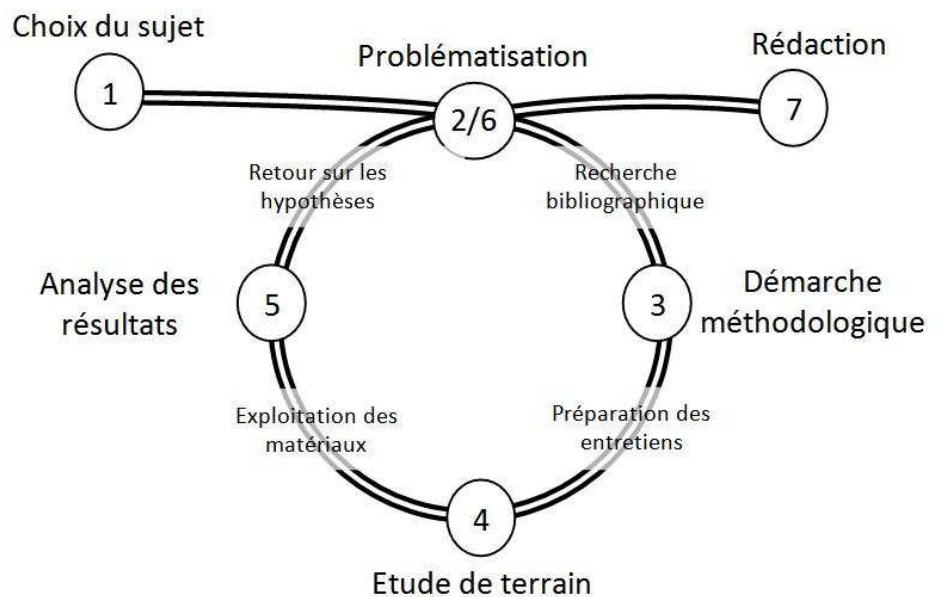 Choix du sujet
1
Problématisation
2/6
Rédaction
7
Retour sur les
hypothèses
Recherche
bibliographique
Analyse des
résultats
5
3
Démarche
méthodologique
Exploitation des
matériaux
Préparation des
entretiens
4
Etude de terrain